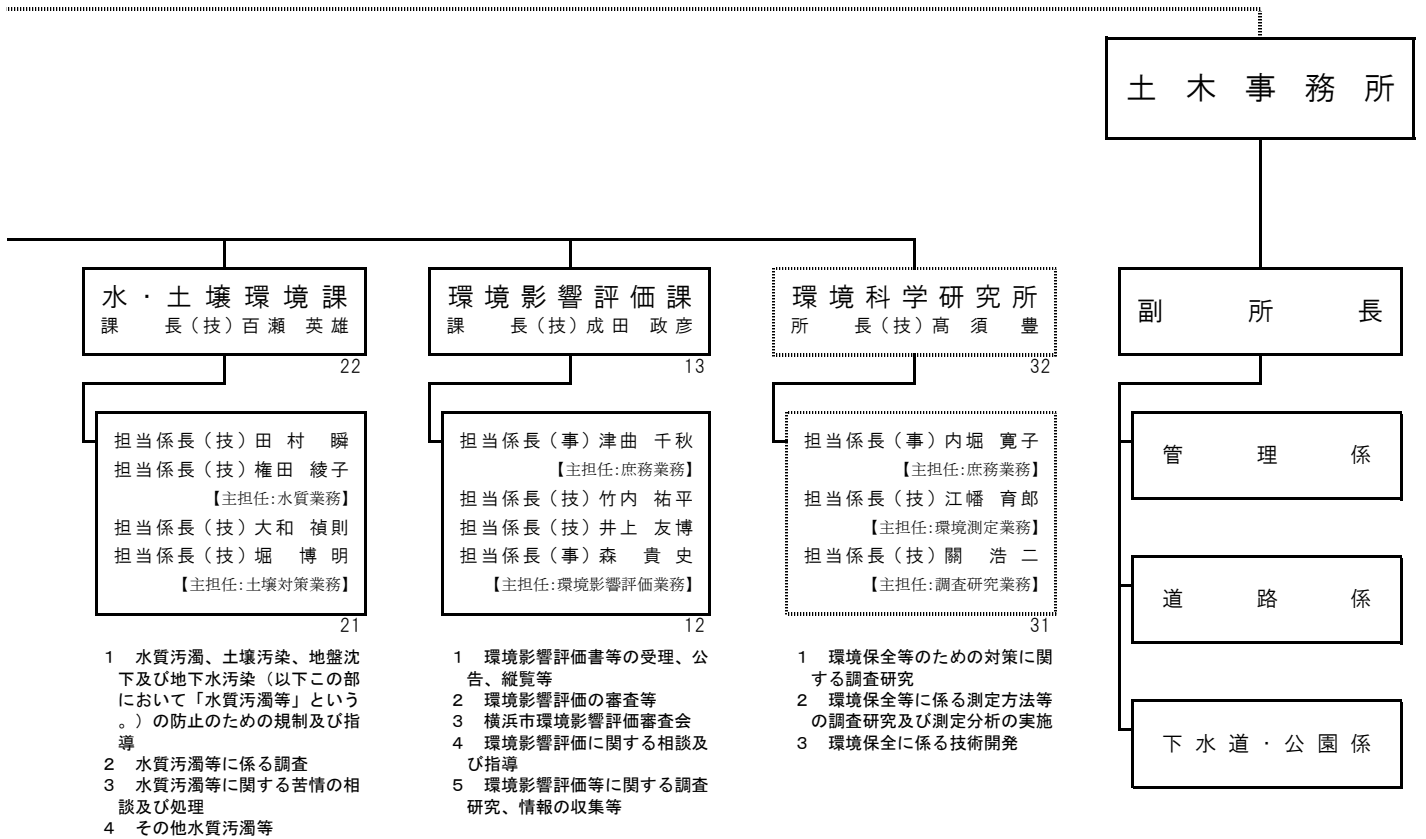 土木事務所
水・土壌環境課
課　長（技）百瀬 英雄
22
担当係長（技）田村　瞬
担当係長（技）権田 綾子
【主担任:水質業務】
担当係長（技）大和 禎則
担当係長（技）堀　博明
【主担任:土壌対策業務】
21
1　水質汚濁、土壌汚染、地盤沈
下及び地下水汚染（以下この部
において「水質汚濁等」という
。）の防止のための規制及び指
導
2　水質汚濁等に係る調査
3　水質汚濁等に関する苦情の相
談及び処理
4　その他水質汚濁等
環境影響評価課
課　長（技）成田 政彦
13
担当係長（事）津曲 千秋
【主担任:庶務業務】
担当係長（技）竹内 祐平
担当係長（技）井上 友博
担当係長（事）森　貴史
【主担任:環境影響評価業務】
12
1　環境影響評価書等の受理、公
告、縦覧等
2　環境影響評価の審査等
3　横浜市環境影響評価審査会
4　環境影響評価に関する相談及
び指導
5　環境影響評価等に関する調査
研究、情報の収集等
環境科学研究所
所　長（技）髙須　豊
32
担当係長（事）内堀 寛子
【主担任:庶務業務】
担当係長（技）江幡 育郎
【主担任:環境測定業務】
担当係長（技）關　浩二
【主担任:調査研究業務】
31
1　環境保全等のための対策に関
する調査研究
2　環境保全等に係る測定方法等
の調査研究及び測定分析の実施
3　環境保全に係る技術開発
副所長
管理係
道路係
下水道・公園係